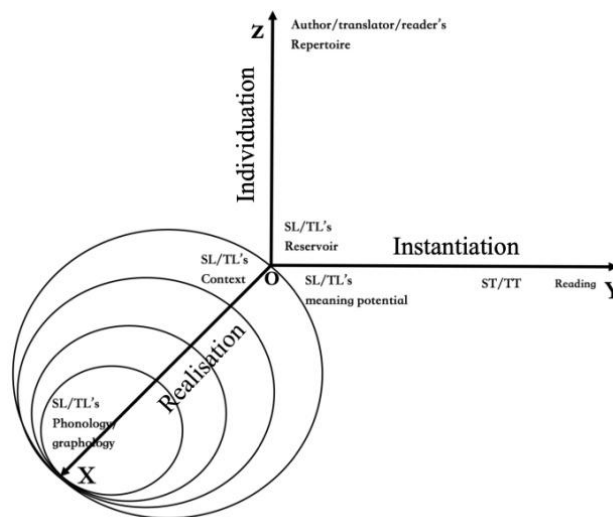 Z
Author/translator/reader's
Repertoire
Individuation
SL/TL's
Reservoir
Instantiation
SL/TL's
Context
O
SL/TL's
meaning potential
ST/TT
Reading
Y
Realisation
SL/TL's
Phonology/
graphology
X